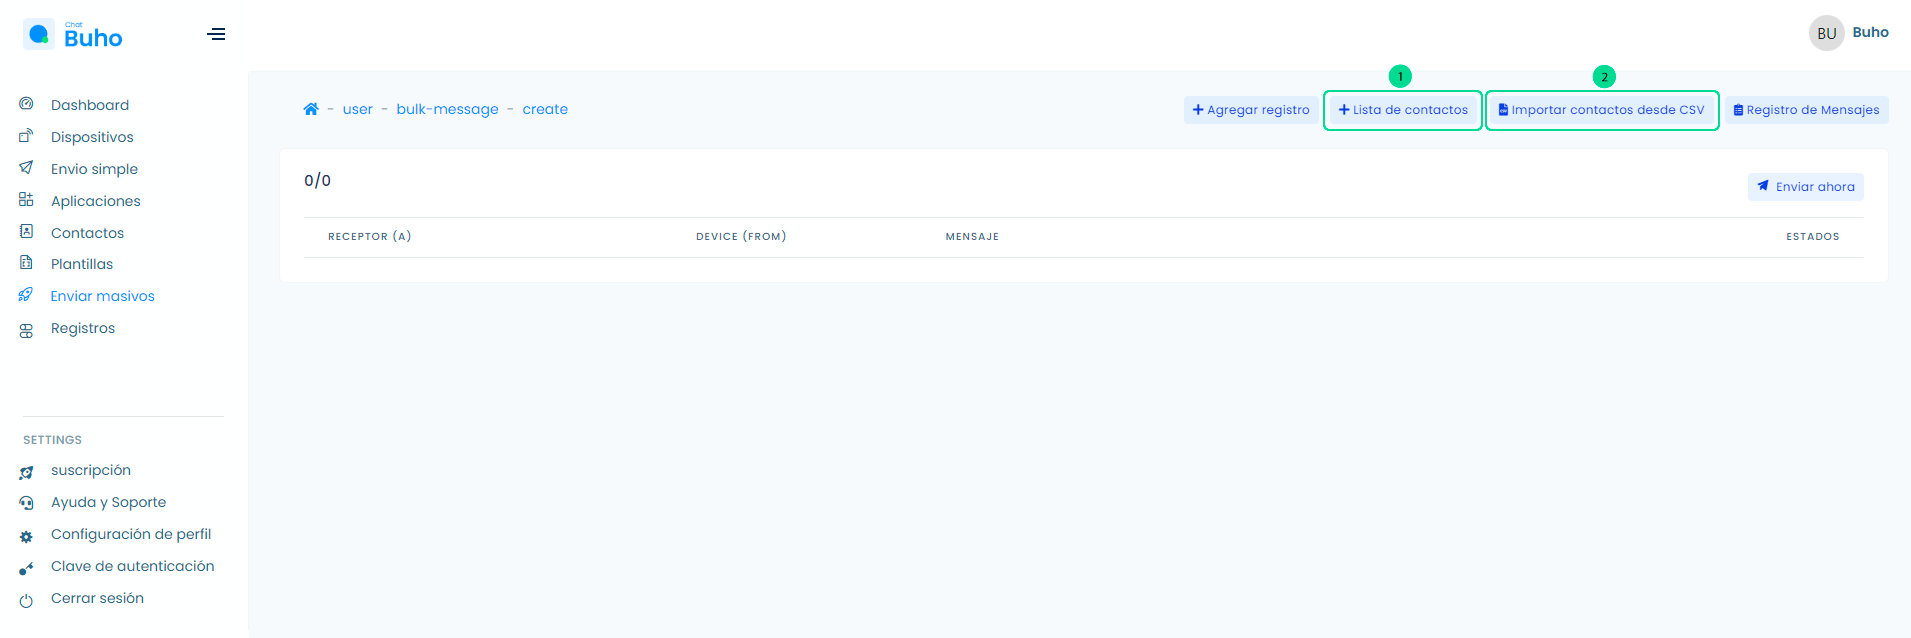 Chat
Buho
BU Buho
Dashboard
Dispositivos
Envio simple
Aplicaciones
Contactos
Plantillas
Enviar masivos
Registros
SETTINGS
suscripción
Ayuda y Soporte
Configuración de perfil
Clave de autenticación
Cerrar sesión
1 2
- user - bulk-message - create
+ Agregar registro + Lista de contactos Importar contactos desde CSV Registro de Mensajes
0/0
Enviar ahora
RECEPTOR (A) DEVICE (FROM) MENSAJE ESTADOS